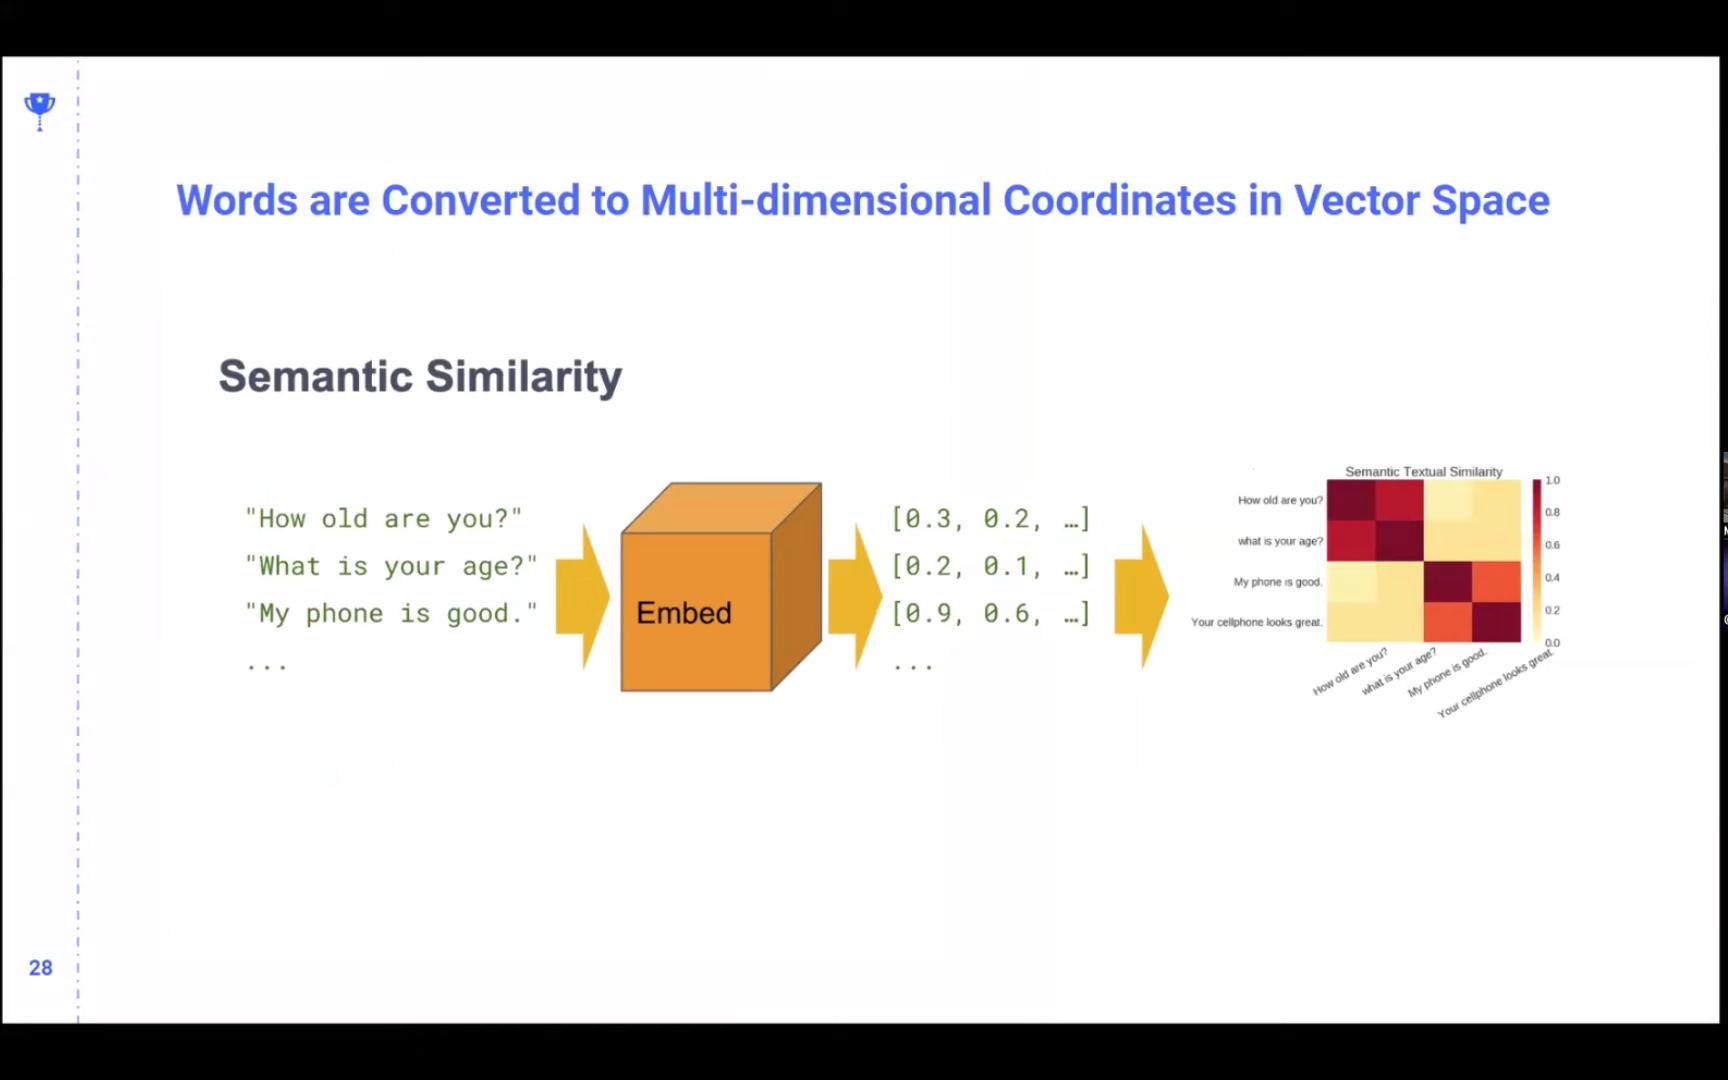 Words are Converted to Multi-dimensional Coordinates in Vector Space
Semantic Similarity
"How old are you?"
"What is your age?"
"My phone is good."
...
Embed
[0.3, 0.2, …]
[0.2, 0.1, …]
[0.9, 0.6, …]
...
Semantic Textual Similarity
How old are you?
what is your age?
My phone is good.
Your cellphone looks great.
How old are you?
what is your age?
My phone is good.
Your cellphone looks great.
1.0
0.8
0.6
0.4
0.2
0.0
28